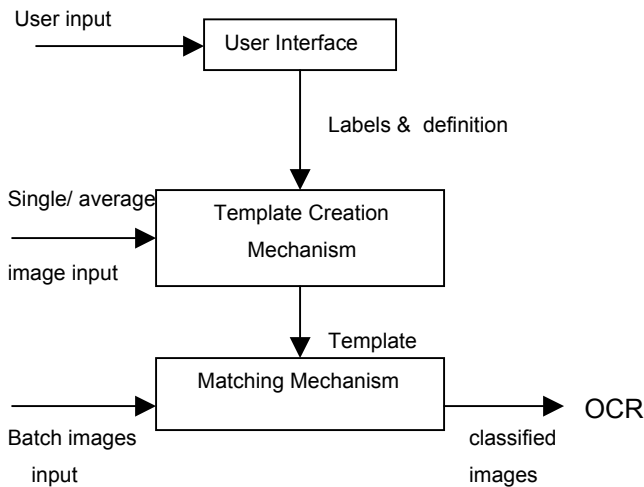 User input
User Interface
Labels & definition
Single/ average
image input
Template Creation
Mechanism
Template
Matching Mechanism
Batch images
input
classified
images
OCR